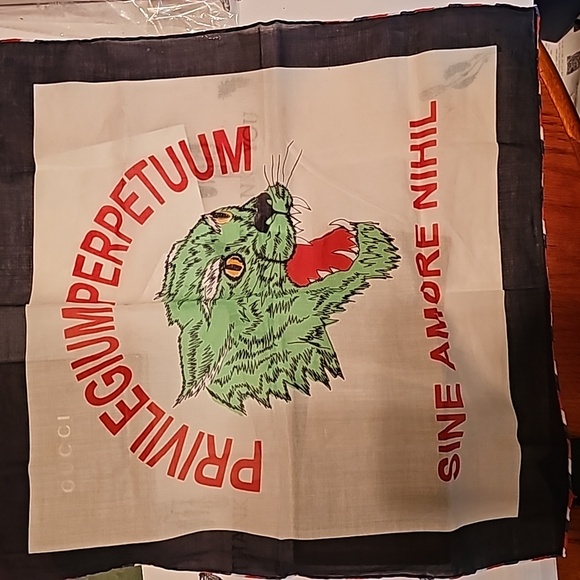 PRIVILEGIUMPERPETUUM
SINE AMORE NIHIL
GUCCI